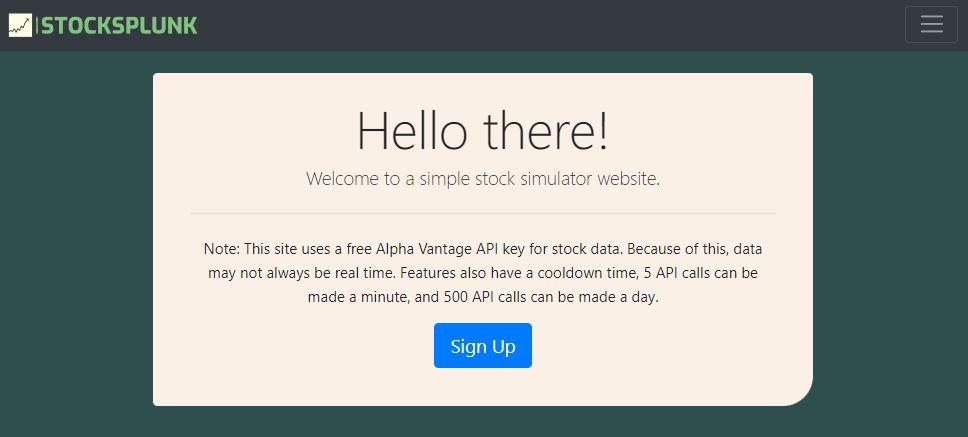 STOCKSPLUNK
Hello there!
Welcome to a simple stock simulator website.
Note: This site uses a free Alpha Vantage API key for stock data. Because of this, data
may not always be real time. Features also have a cooldown time, 5 API calls can be
made a minute, and 500 API calls can be made a day.
Sign Up